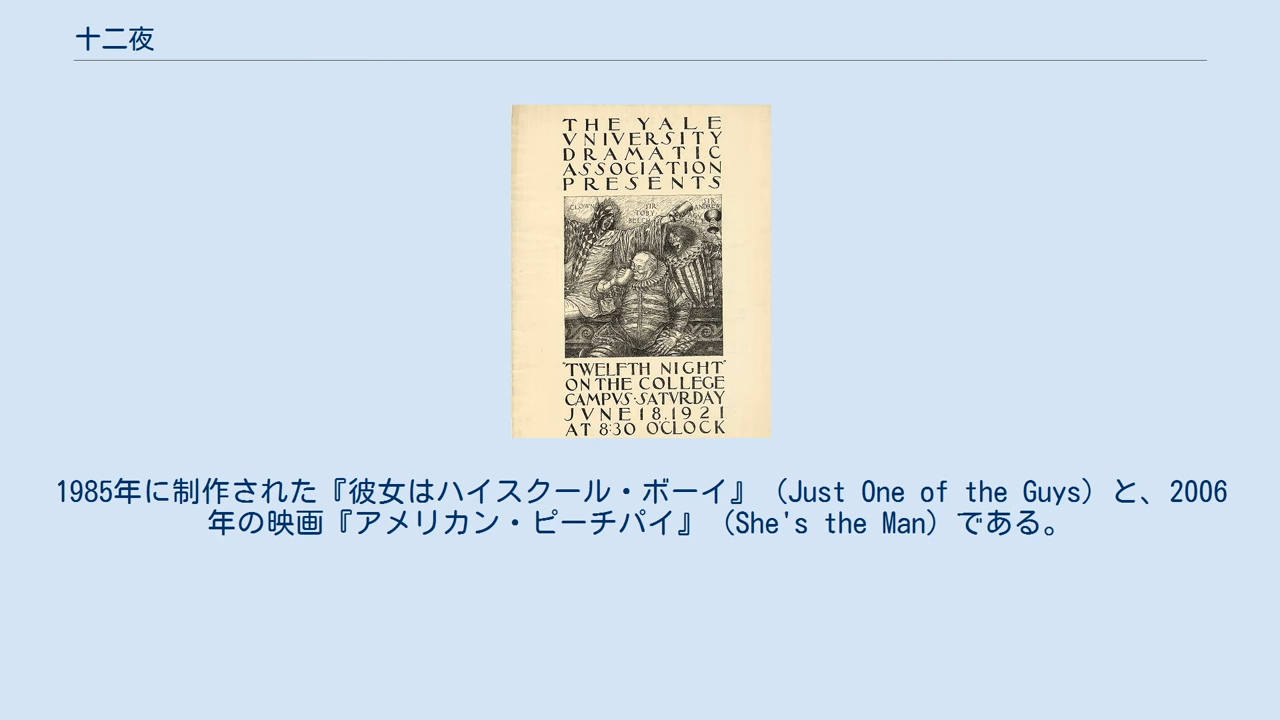 十二夜
THE YALE
VNIVERSITY
DRAMATIC
ASSOCIATION
PRESENTS
CLOWN
SIR
TOBY
BELCH
SIR
ANDREW
"TWELFTH NIGHT"
ON THE COLLEGE
CAMPVS·SATVRDAY
JVNE 18, 1921
AT 8:30 O'CLOCK
1985年に制作された『彼女はハイスクール・ボーイ』（Just One of the Guys）と、2006
年の映画『アメリカン・ピーチパイ』（She's the Man）である。